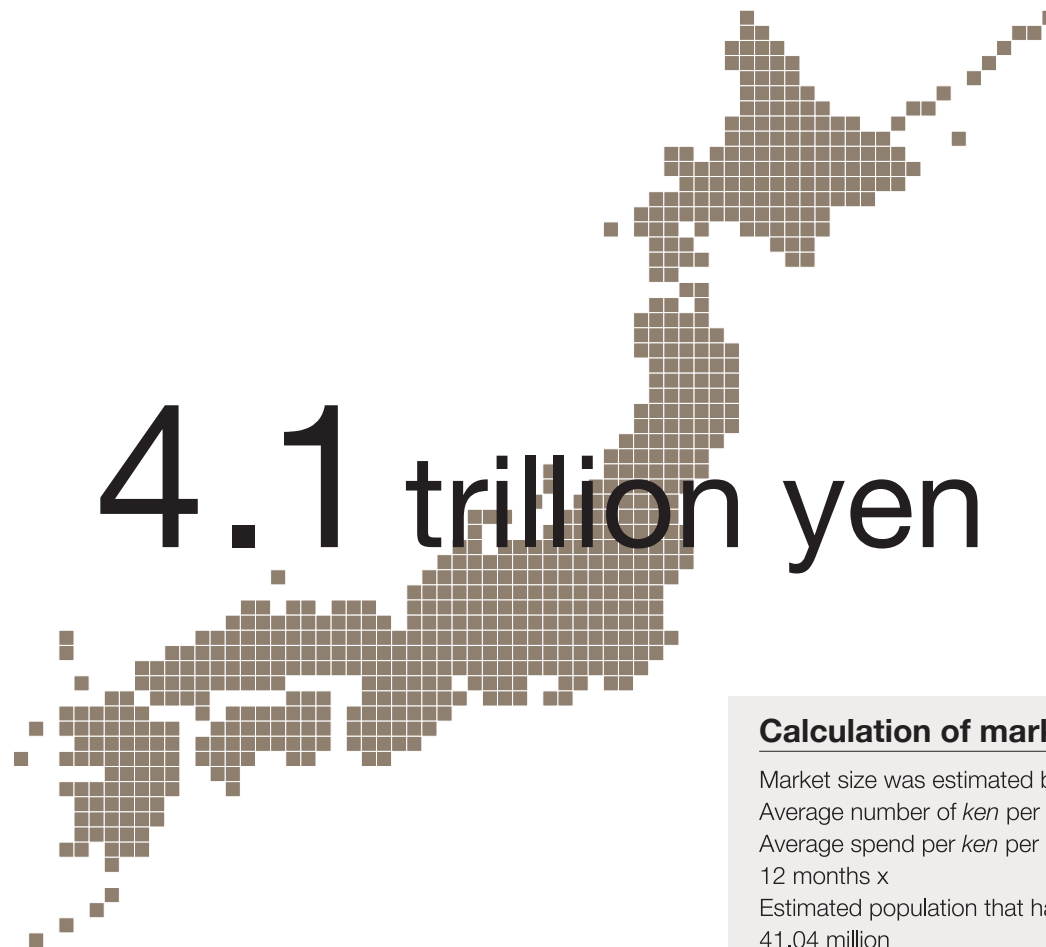 4.1 trillion yen
Calculation of mar
Market size was estimated b
Average number of ken per
Average spend per ken per
12 months x
Estimated population that ha
41.04 million